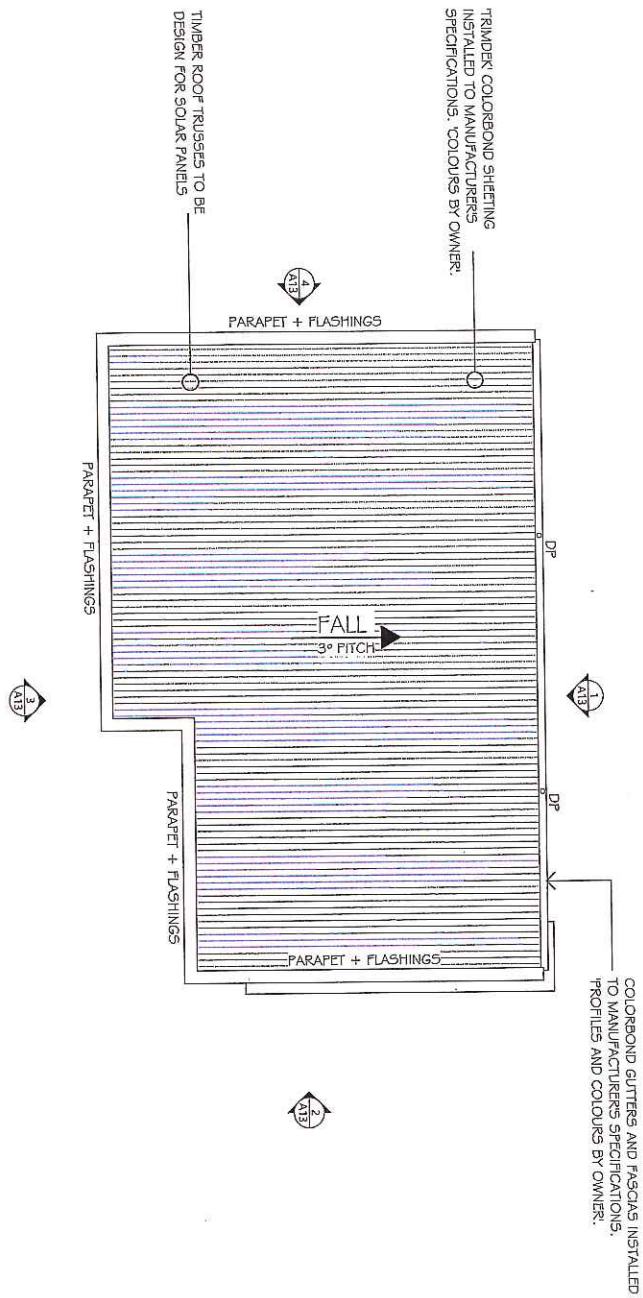 'TRIMDEK' COLORBOND SHEETING
INSTALLED TO MANUFACTURER'S
SPECIFICATIONS. 'COLOURS BY OWNER'.
TIMBER ROOF TRUSSES TO BE
DESIGN FOR SOLAR PANELS
4
A13
PARAPET + FLASHINGS
PARAPET + FLASHINGS
DP
FALL
3° PITCH
1
A13
3
A13
DP
PARAPET + FLASHINGS
PARAPET + FLASHINGS
2
A13
COLORBOND GUTTERS AND FASCIAS INSTALLED
TO MANUFACTURER'S SPECIFICATIONS.
'PROFILES AND COLOURS BY OWNER'.